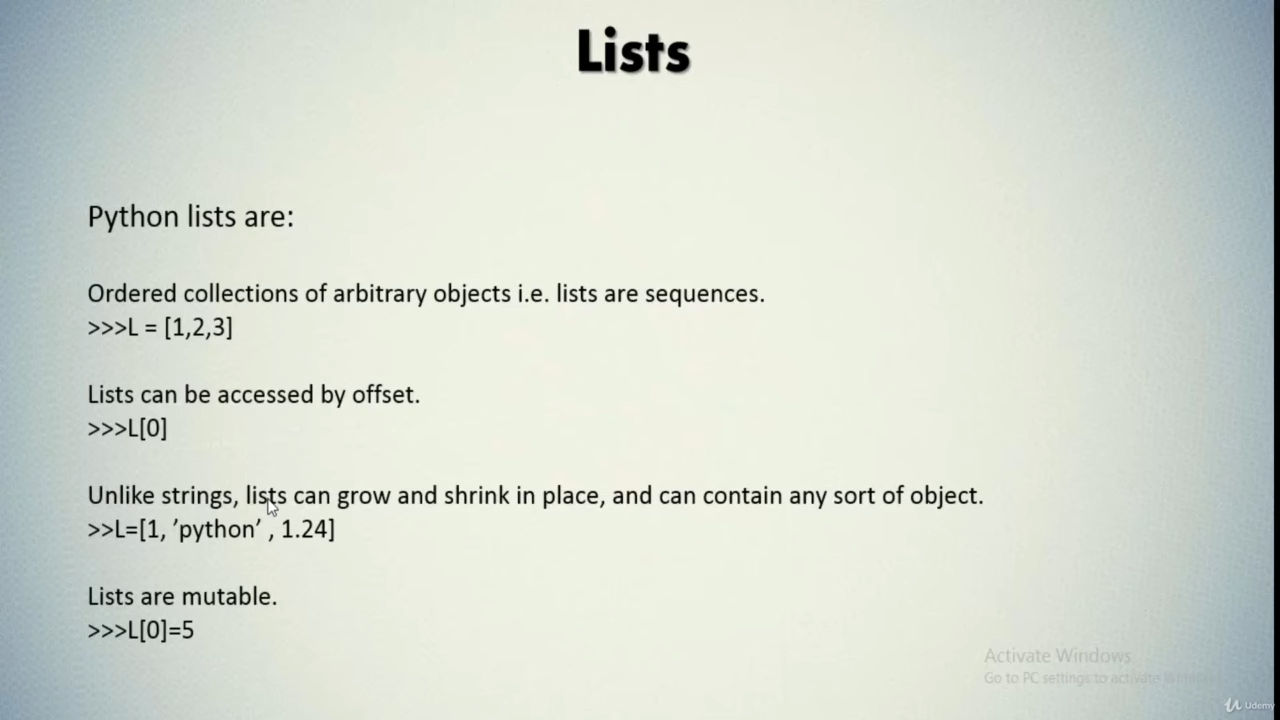 Lists
Python lists are:
Ordered collections of arbitrary objects i.e. lists are sequences.
>>>L = [1,2,3]
Lists can be accessed by offset.
>>>L[0]
Unlike strings, lists can grow and shrink in place, and can contain any sort of object.
>>L=[1, ’python’ , 1.24]
Lists are mutable.
>>>L[0]=5
Activate Windows
Go to PC settings to activate Windows.
Udemy